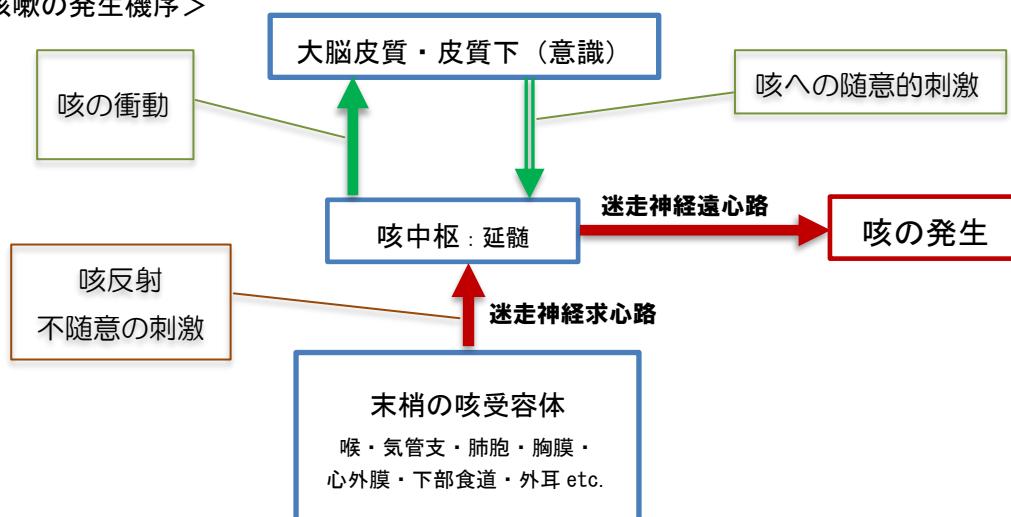 咳嗽の発生機序＞
大脳皮質・皮質下（意識）
咳の衝動
咳への随意的刺激
迷走神経遠心路
咳中枢：延髄
咳の発生
咳反射
不随意の刺激
迷走神経求心路
末梢の咳受容体
喉・気管支・肺胞・胸膜・
心外膜・下部食道・外耳 etc.